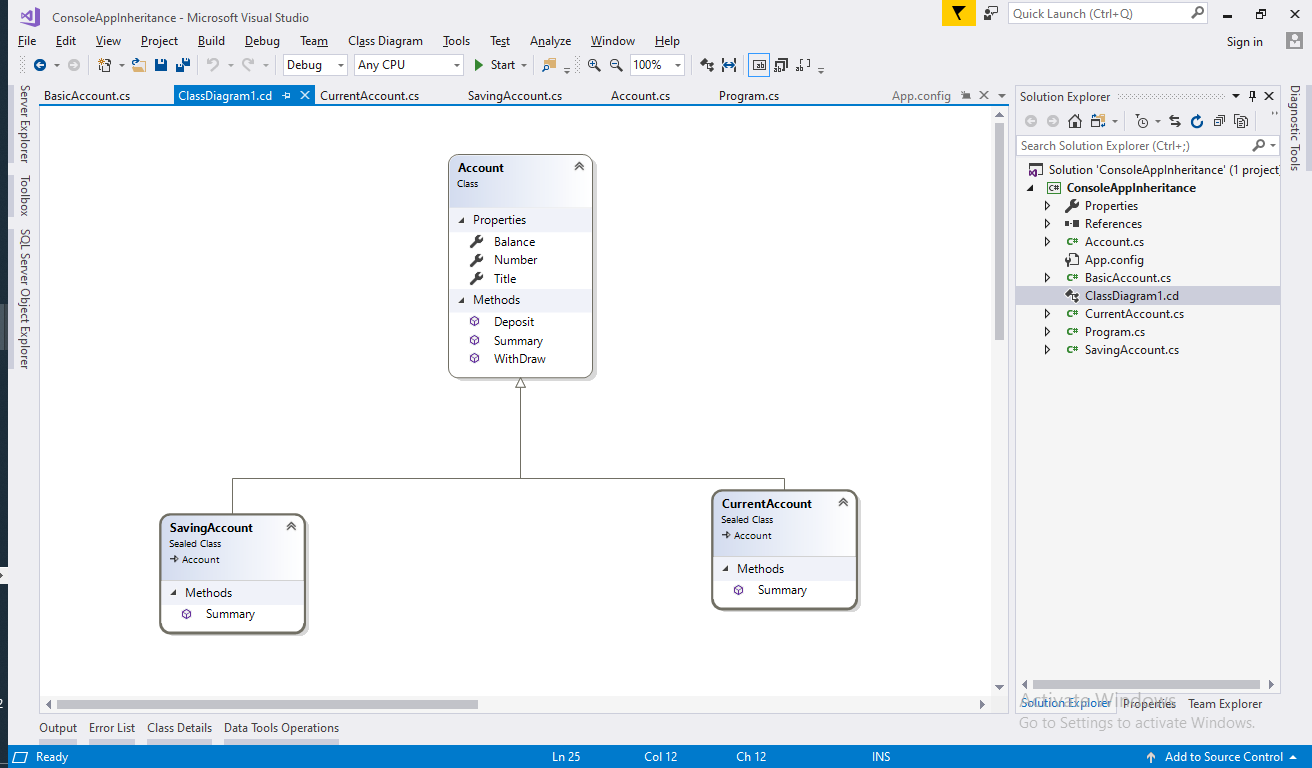 ConsoleAppInheritance - Microsoft Visual Studio
Quick Launch (Ctrl+Q)
File Edit View Project Build Debug Team Class Diagram Tools Test Analyze Window Help
Sign in
Debug Any CPU Start 100%
BasicAccount.cs ClassDiagram1.cd CurrentAccount.cs SavingAccount.cs Account.cs Program.cs App.config
Server Explorer
Toolbox
SQL Server Object Explorer
Account
Class
Properties
Balance
Number
Title
Methods
Deposit
Summary
WithDraw
SavingAccount
Sealed Class
Account
Methods
Summary
CurrentAccount
Sealed Class
Account
Methods
Summary
Solution Explorer
Search Solution Explorer (Ctrl+;)
Solution 'ConsoleAppInheritance' (1 project
C# ConsoleAppInheritance
Properties
References
C# Account.cs
App.config
C# BasicAccount.cs
ClassDiagram1.cd
C# CurrentAccount.cs
C# Program.cs
C# SavingAccount.cs
Diagnostic Tools
Activate Windows
Solution Explorer Properties Team Explorer
Go to Settings to activate Windows.
Output Error List Class Details Data Tools Operations
Ready Ln 25 Col 12 Ch 12 INS Add to Source Control